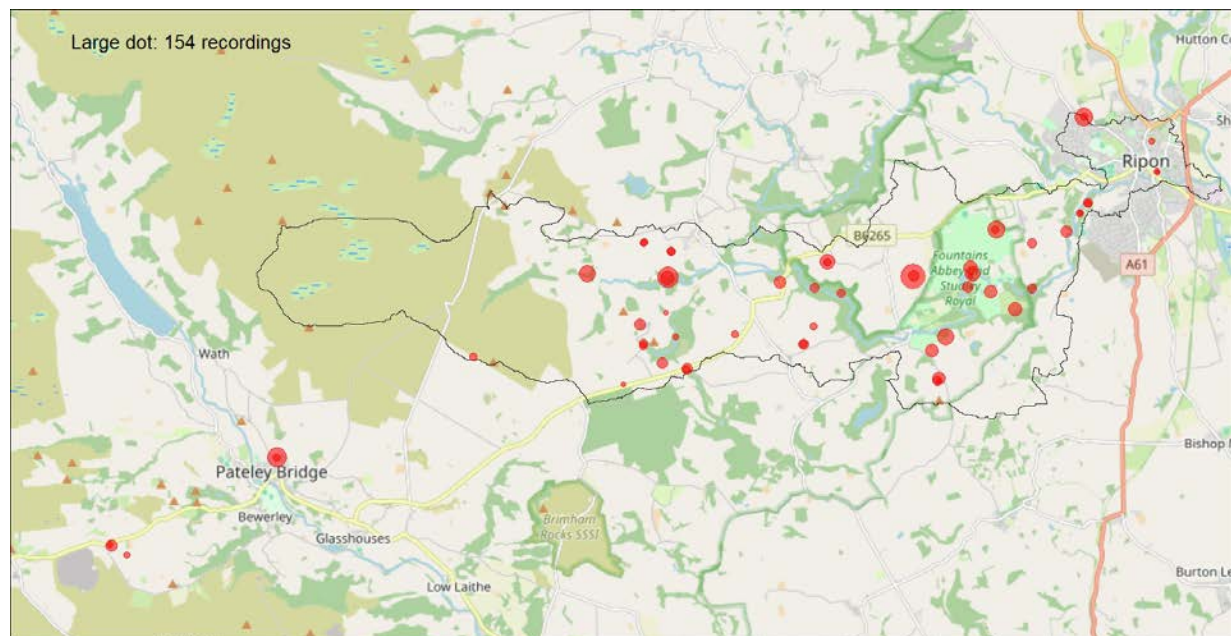 Large dot: 154 recordings
Hutton Co
Sh
Ripon
B6265
A61
Fountains
Abbey and
Studley
Royal
Wath
Pateley Bridge
Bewerley
Glasshouses
Brimham
Rocks SSSI
Low Laithe
Bishop M
Burton Le